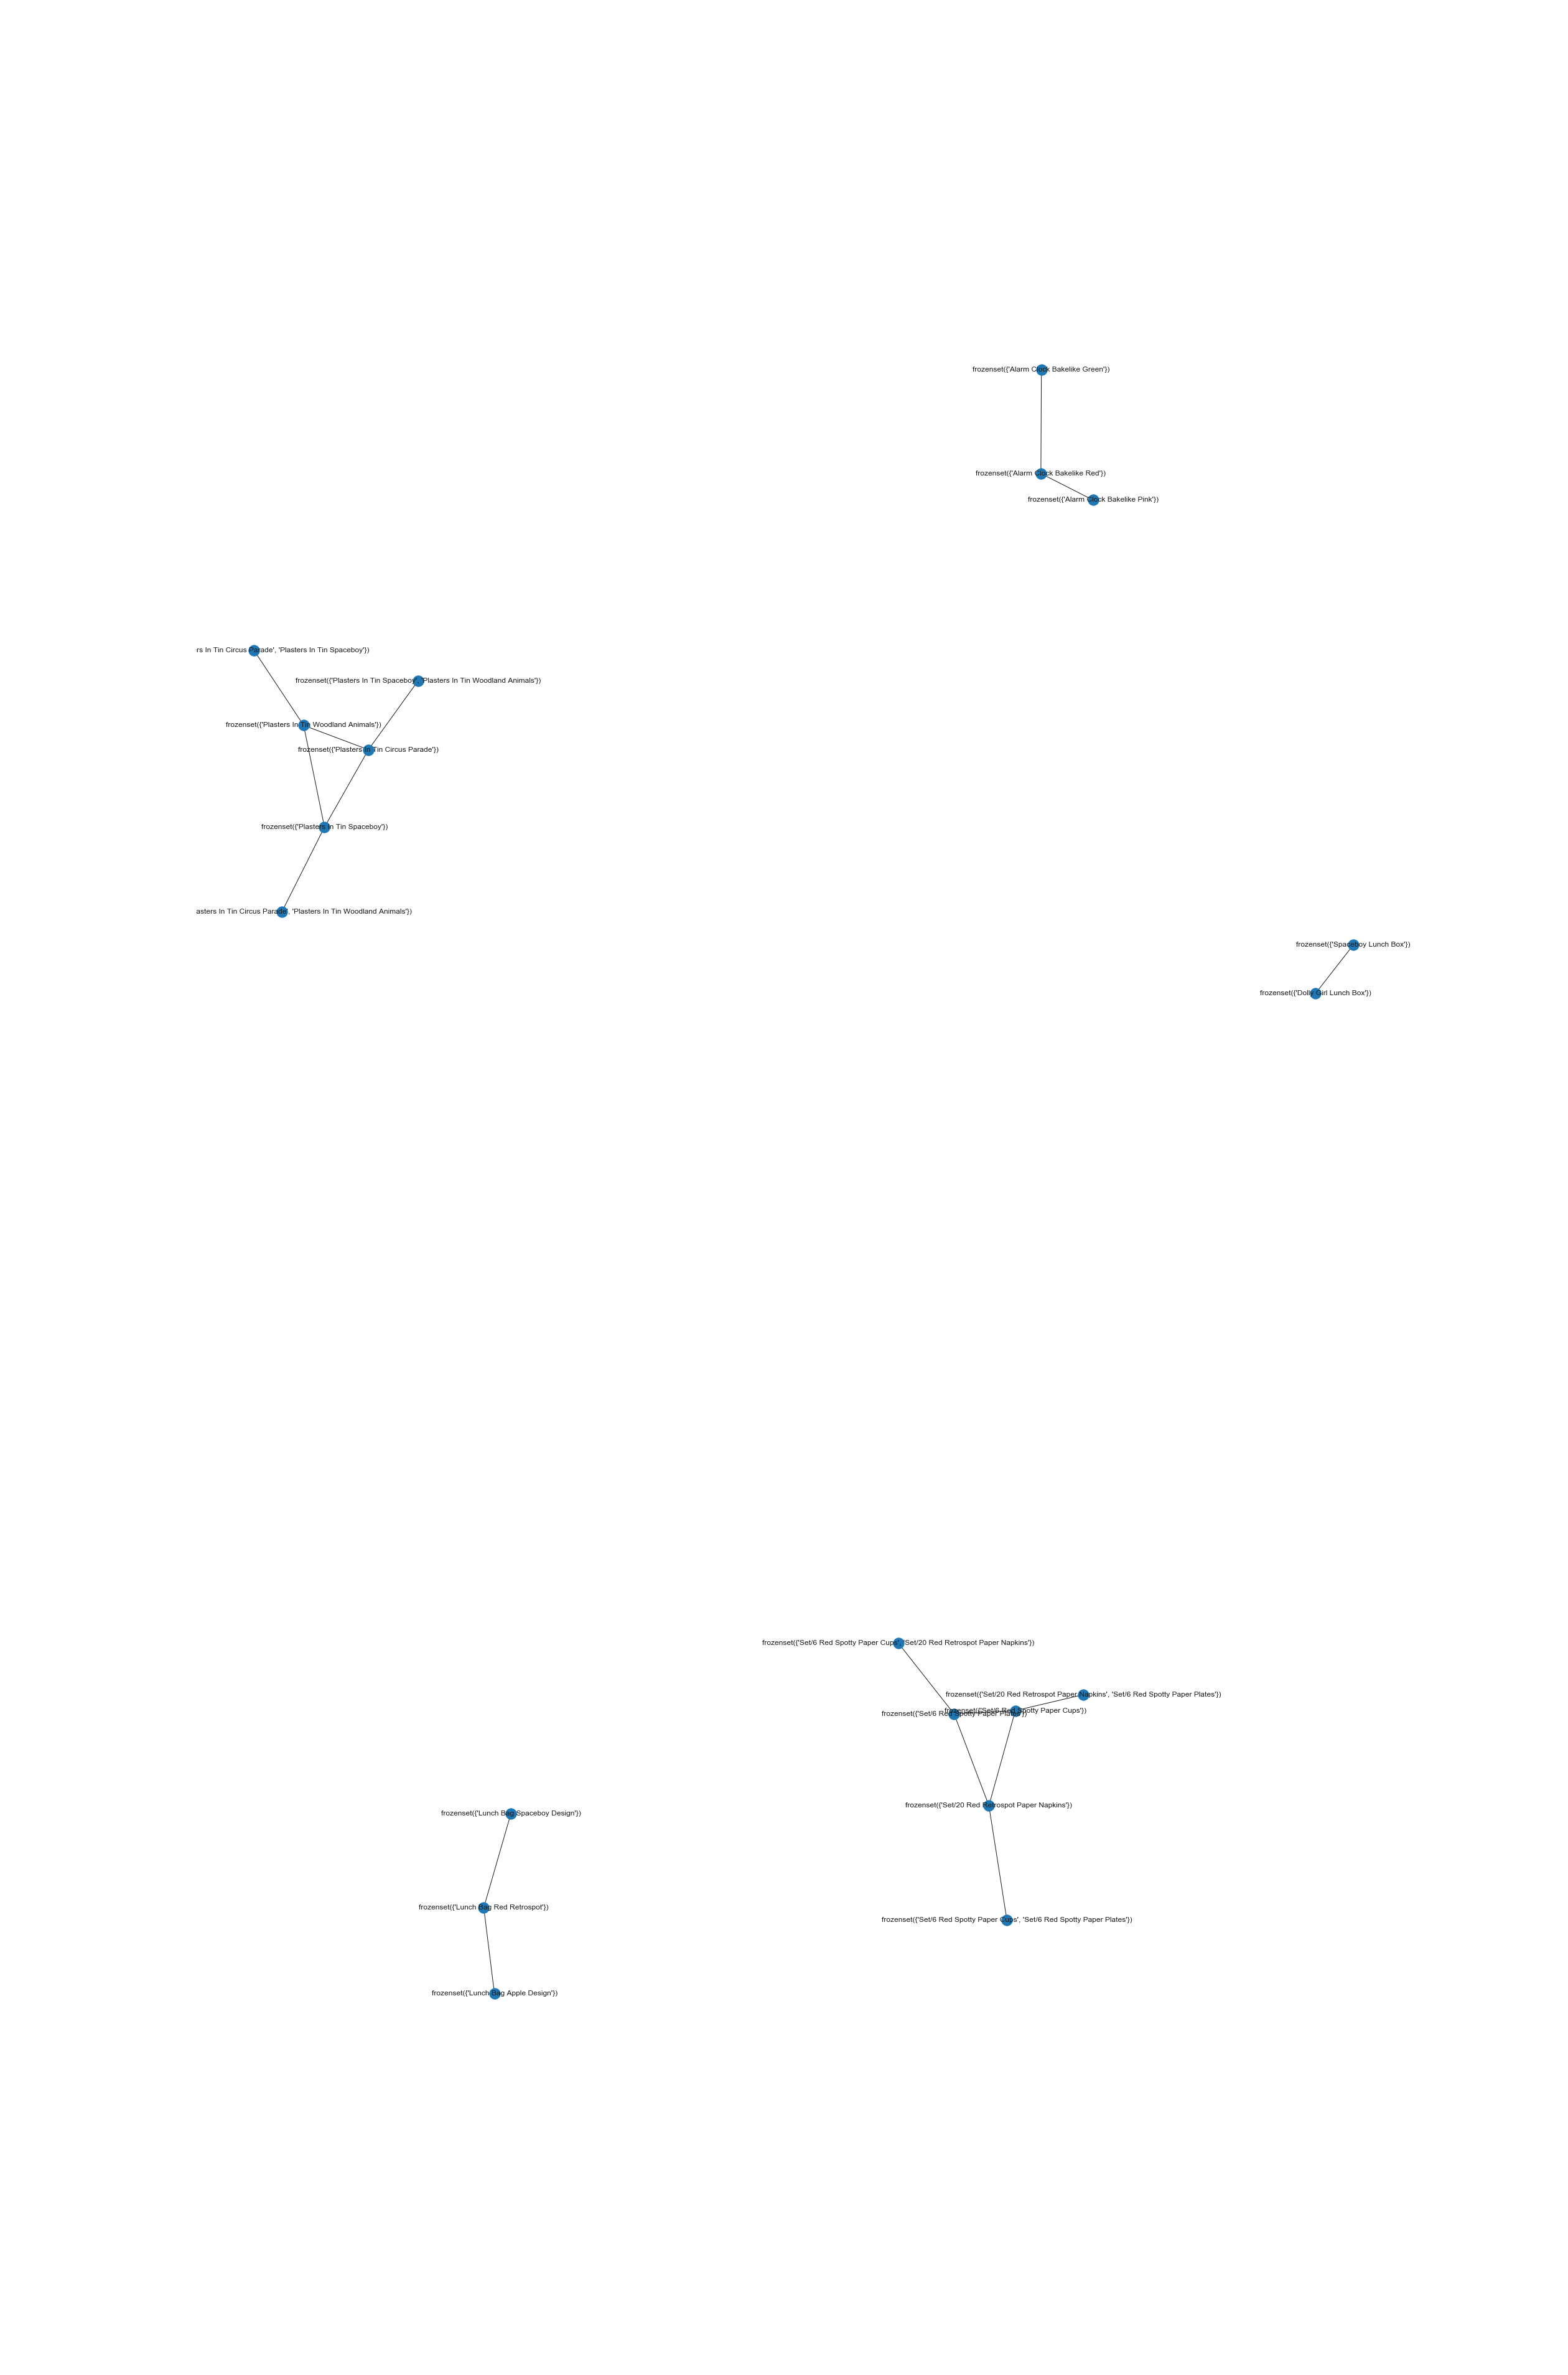 frozenset({'Alarm Clock Bakelike Green'})
frozenset({'Alarm Clock Bakelike Red'})
frozenset({'Alarm Clock Bakelike Pink'})
rs In Tin Circus Parade', 'Plasters In Tin Spaceboy'})
frozenset({'Plasters In Tin Spaceboy', 'Plasters In Tin Woodland Animals'})
frozenset({'Plasters In Tin Woodland Animals'})
frozenset({'Plasters In Tin Circus Parade'})
frozenset({'Plasters In Tin Spaceboy'})
asters In Tin Circus Parade', 'Plasters In Tin Woodland Animals'})
frozenset({'Spaceboy Lunch Box'})
frozenset({'Dolly Girl Lunch Box'})
frozenset({'Set/6 Red Spotty Paper Cups', 'Set/20 Red Retrospot Paper Napkins'})
frozenset({'Set/20 Red Retrospot Paper Napkins', 'Set/6 Red Spotty Paper Plates'})
frozenset({'Set/6 Red Spotty Paper Cups'})
frozenset({'Set/6 Red Spotty Paper Plates'})
frozenset({'Set/20 Red Retrospot Paper Napkins'})
frozenset({'Lunch Bag Spaceboy Design'})
frozenset({'Lunch Bag Red Retrospot'})
frozenset({'Set/6 Red Spotty Paper Cups', 'Set/6 Red Spotty Paper Plates'})
frozenset({'Lunch Bag Apple Design'})